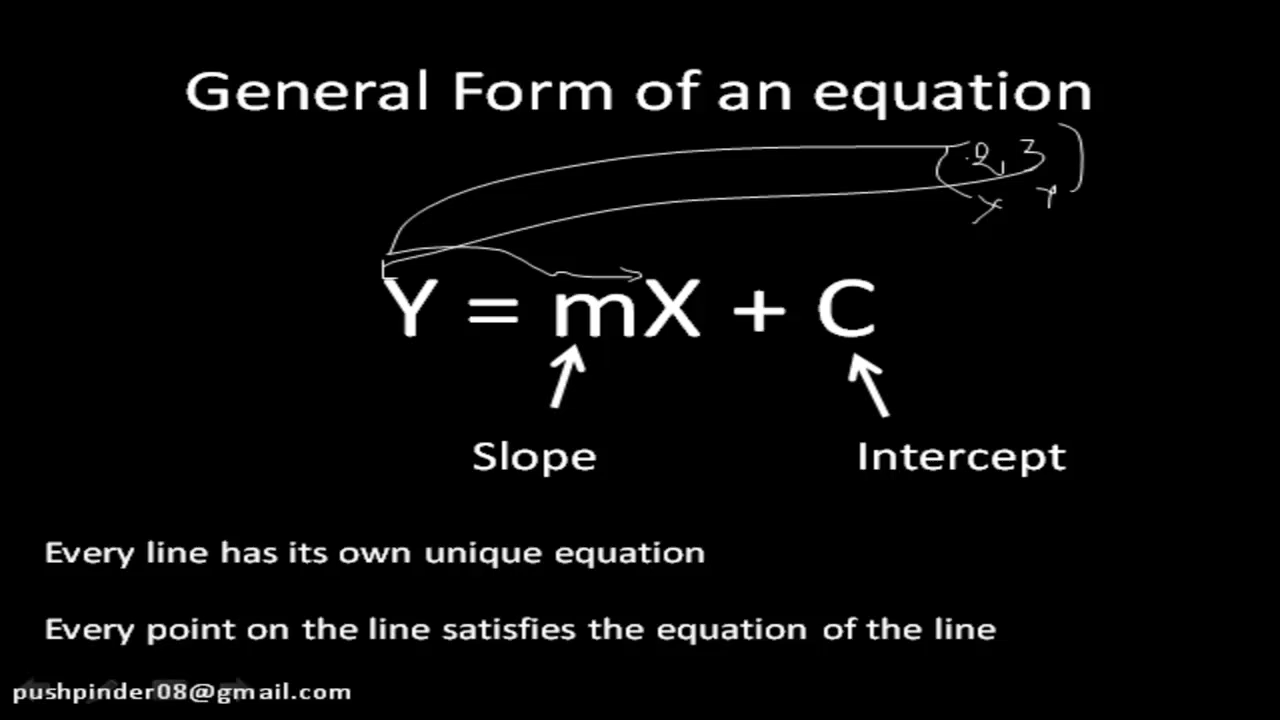 General Form of an equation
(2, 3)
x Y
Y = mX + C
Slope Intercept
Every line has its own unique equation
Every point on the line satisfies the equation of the line
pushpinder08@gmail.com